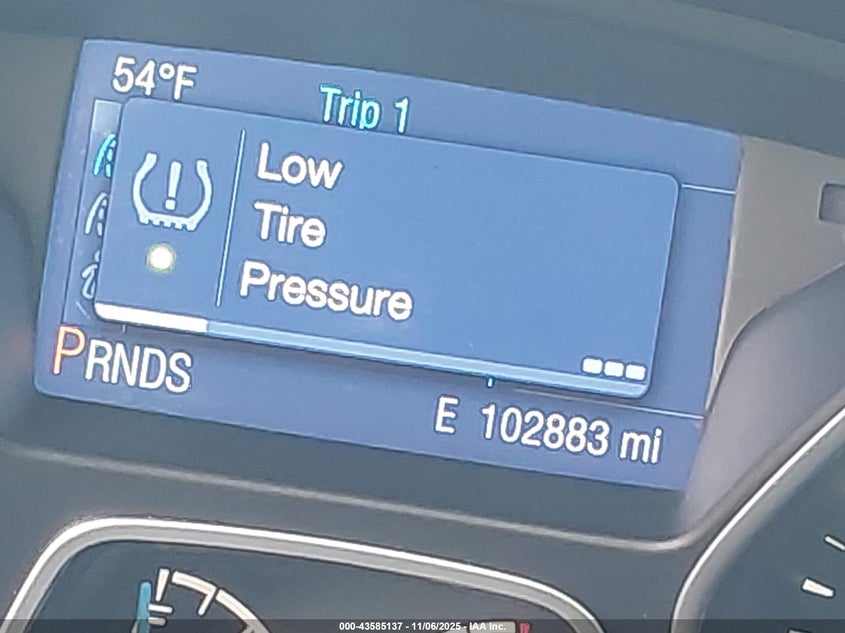 54°F
Trip 1
Low
Tire
Pressure
PRNDS
E 102883 mi
000-43585137 - 11/06/2025 - IAA Inc.